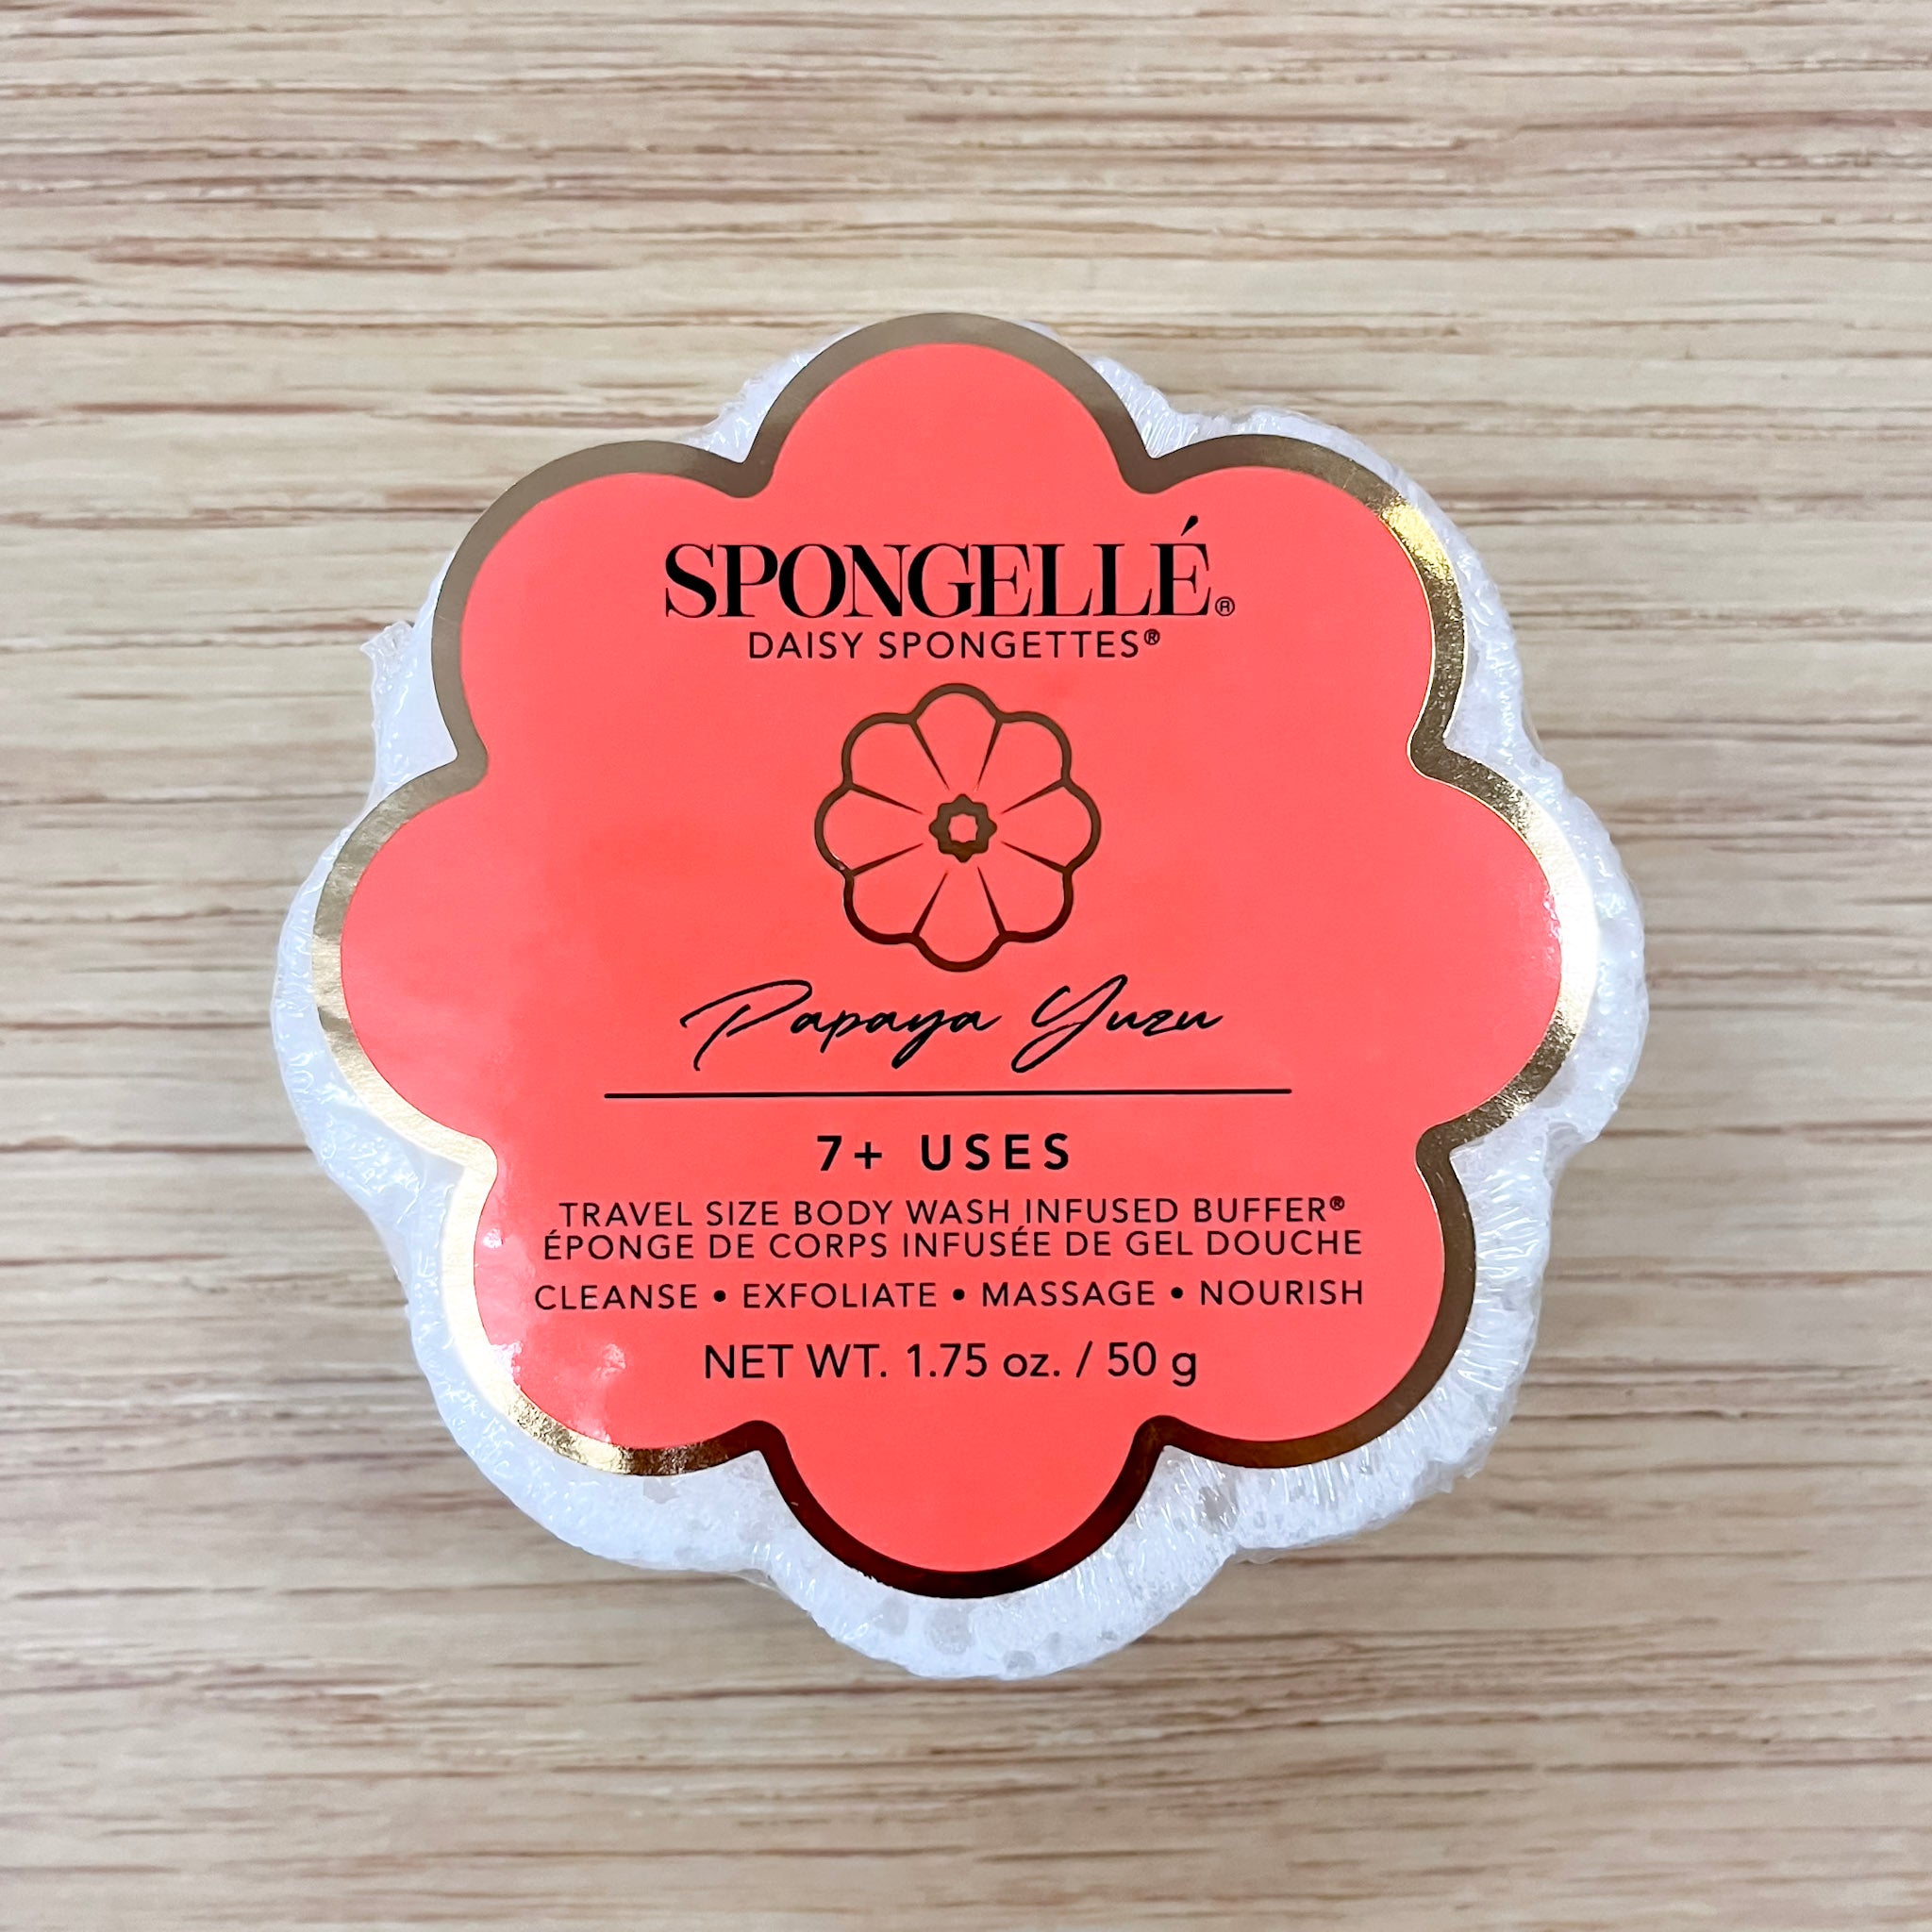 SPONGELLÉ®
DAISY SPONGETTES®
Papaya Yuzu
7+ USES
TRAVEL SIZE BODY WASH INFUSED BUFFER®
ÉPONGE DE CORPS INFUSÉE DE GEL DOUCHE
CLEANSE • EXFOLIATE • MASSAGE • NOURISH
NET WT. 1.75 oz. / 50 g